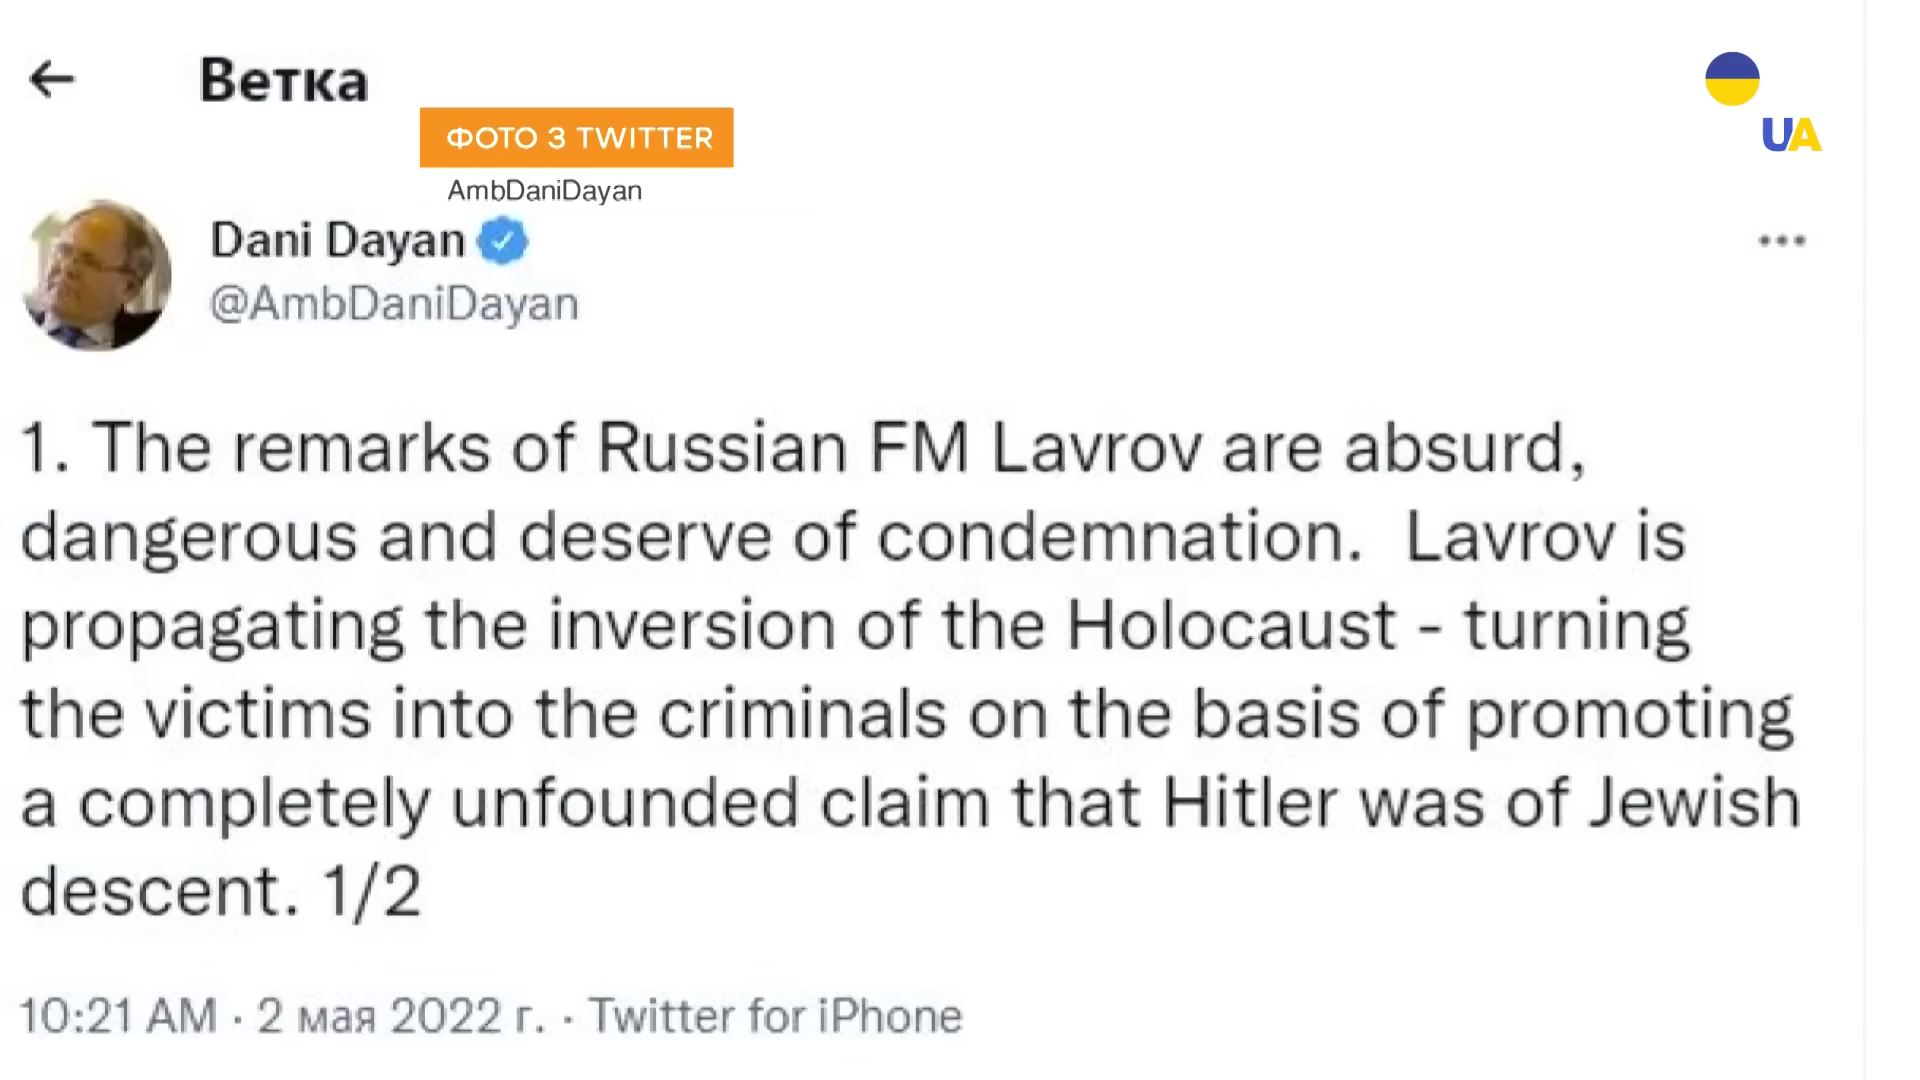 Ветка
ФОТО З TWITTER
AmbDaniDayan
UA
Dani Dayan
@AmbDaniDayan
1. The remarks of Russian FM Lavrov are absurd,
dangerous and deserve of condemnation.  Lavrov is
propagating the inversion of the Holocaust - turning
the victims into the criminals on the basis of promoting
a completely unfounded claim that Hitler was of Jewish
descent. 1/2
10:21 AM · 2 мая 2022 г. · Twitter for iPhone